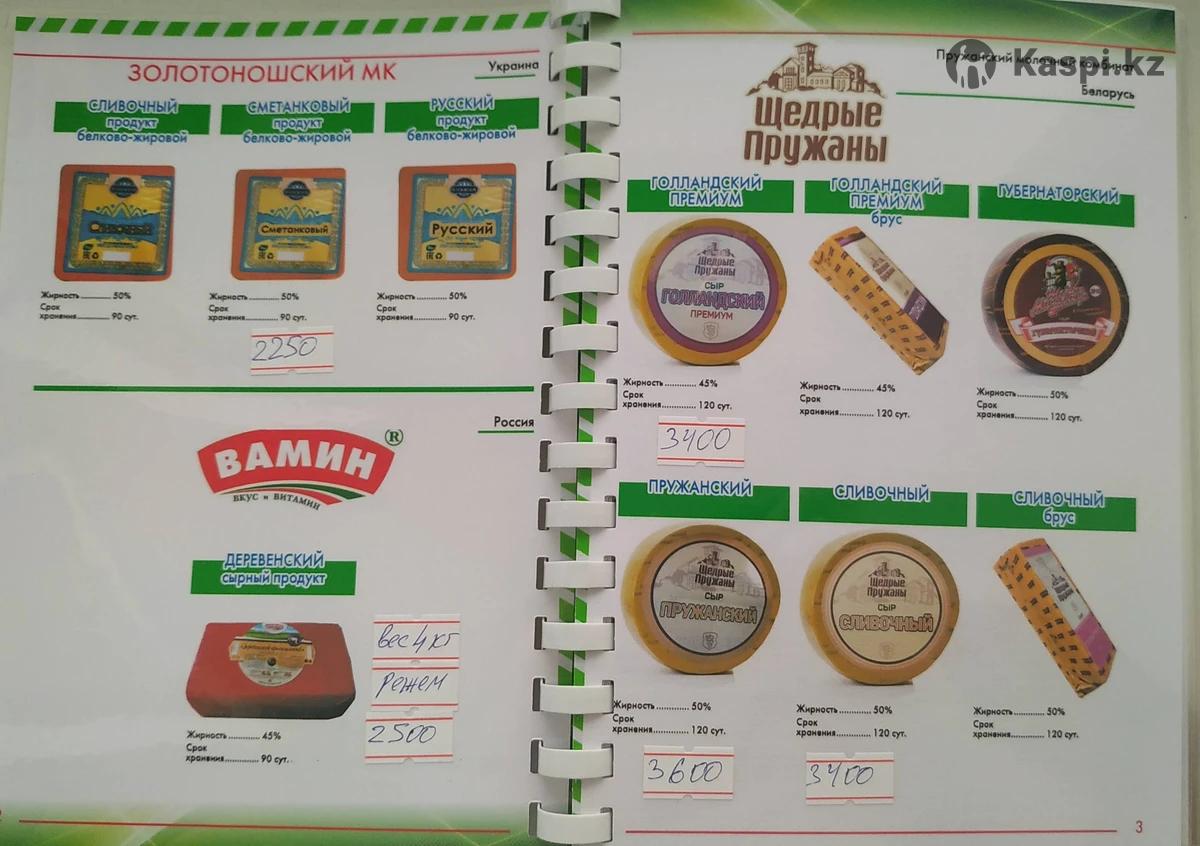 Украина
ЗОЛОТОНОШСКИЙ МК
СЛИВОЧНЫЙ
продукт
белково-жировой
СМЕТАНКОВЫЙ
продукт
белково-жировой
РУССКИЙ
продукт
белково-жировой
Сметанковый
Русский
Жирность 50%
Срок
хранения 90 сут.
Жирность 50%
Срок
хранения 90 сут.
Жирность 50%
Срок
хранения 90 сут.
2250
Россия
ВАМИН®
ВКУС и ВИТАМИН
ДЕРЕВЕНСКИЙ
сырный продукт
вес 4 кг
режем
2500
Жирность 45%
Срок
хранения 90 сут.
Пружанский молочный комбинат
Беларусь
Kaspi.kz
Щедрые
Пружаны
ГОЛЛАНДСКИЙ
ПРЕМИУМ
ГОЛЛАНДСКИЙ
ПРЕМИУМ
брус
ГУБЕРНАТОРСКИЙ
Щедрые
Пружаны
СЫР
ГОЛЛАНДСКИЙ
ПРЕМИУМ
Жирность 45%
Срок
хранения 120 сут.
Жирность 45%
Срок
хранения 120 сут.
Жирность 50%
Срок
хранения 120 сут.
3400
ПРУЖАНСКИЙ
СЛИВОЧНЫЙ
СЛИВОЧНЫЙ
брус
Щедрые
Пружаны
СЫР
ПРУЖАНСКИЙ
Щедрые
Пружаны
СЫР
СЛИВОЧНЫЙ
Жирность 50%
Срок
хранения 120 сут.
Жирность 50%
Срок
хранения 120 сут.
Жирность 50%
Срок
хранения 120 сут.
3600
3400
3